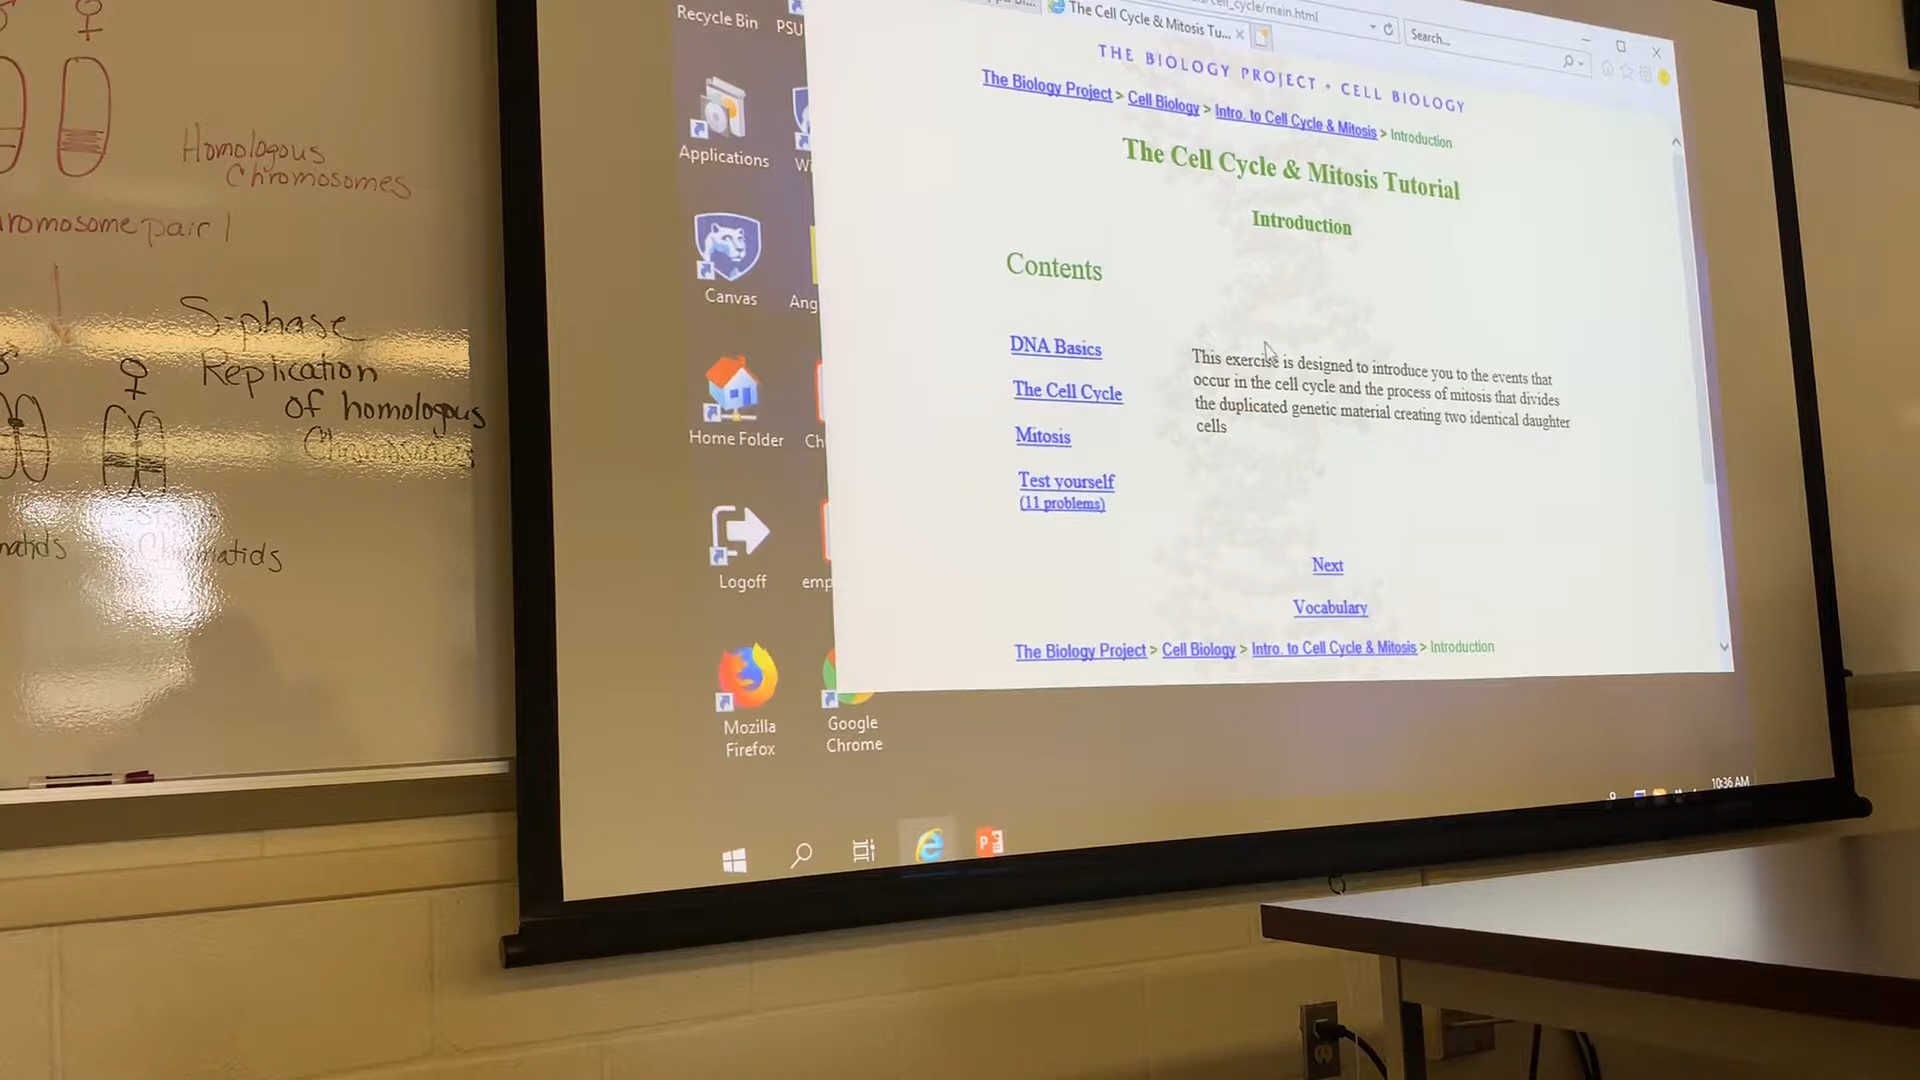 ♀
Homologous
Chromosomes
romosome pair 1
S-phase
♀
Replication
of homologous
Chromosomes
matids
Chromatids
Recycle Bin
PSU
Applications
Wi
Canvas
Ang
Home Folder
Ch
Logoff
emp
Mozilla
Firefox
Google
Chrome
cell_cycle/main.html
The Cell Cycle & Mitosis Tu...
Search...
THE BIOLOGY PROJECT • CELL BIOLOGY
The Biology Project > Cell Biology > Intro. to Cell Cycle & Mitosis > Introduction
The Cell Cycle & Mitosis Tutorial
Introduction
Contents
DNA Basics
The Cell Cycle
Mitosis
Test yourself
(11 problems)
This exercise is designed to introduce you to the events that
occur in the cell cycle and the process of mitosis that divides
the duplicated genetic material creating two identical daughter
cells
Next
Vocabulary
The Biology Project > Cell Biology > Intro. to Cell Cycle & Mitosis > Introduction
10:36 AM